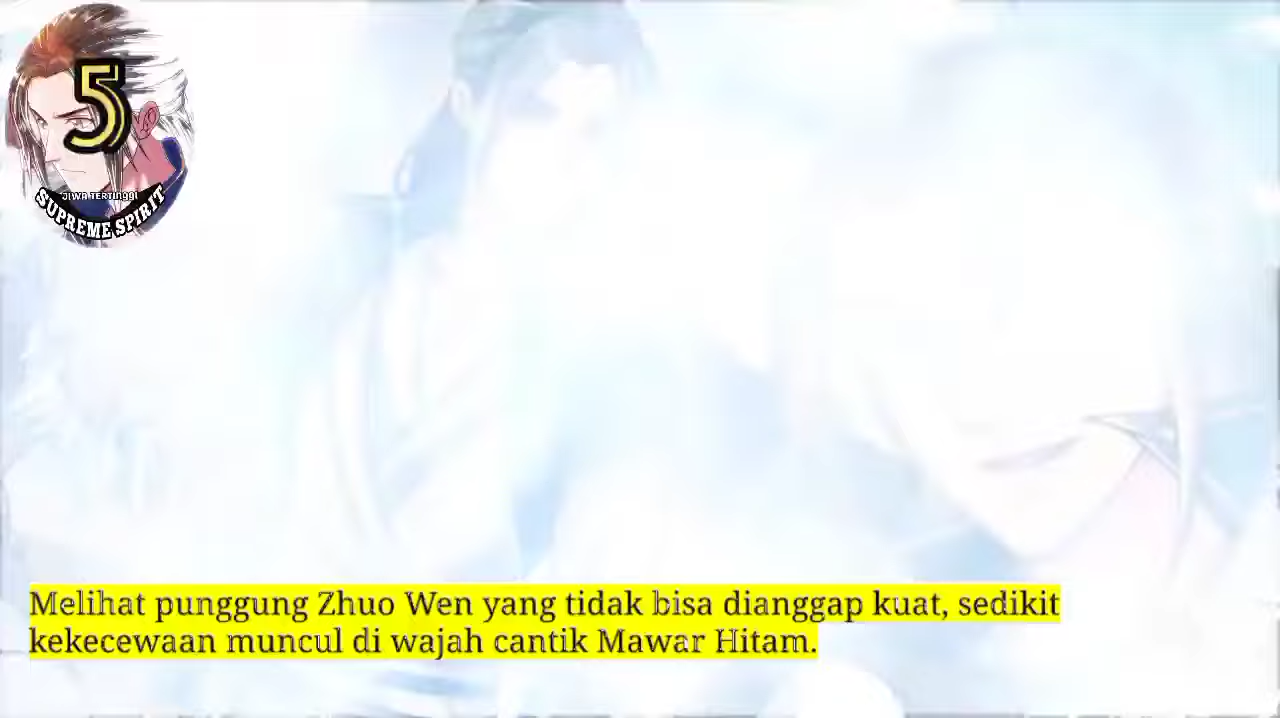 5
JIWA TERTINGGI
SUPREME SPIRIT
Melihat punggung Zhuo Wen yang tidak bisa dianggap kuat, sedikit
kekecewaan muncul di wajah cantik Mawar Hitam.